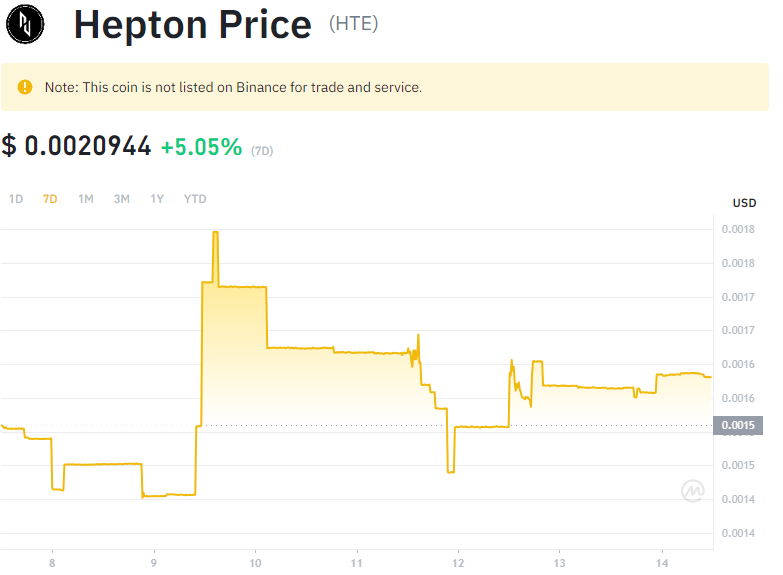 Hepton Price (HTE)
Note: This coin is not listed on Binance for trade and service.
$ 0.0020944 +5.05% (7D)
1D 7D 1M 3M 1Y YTD
USD
0.0018
0.0018
0.0017
0.0017
0.0016
0.0016
0.0015
0.0015
0.0014
0.0014
8 9 10 11 12 13 14